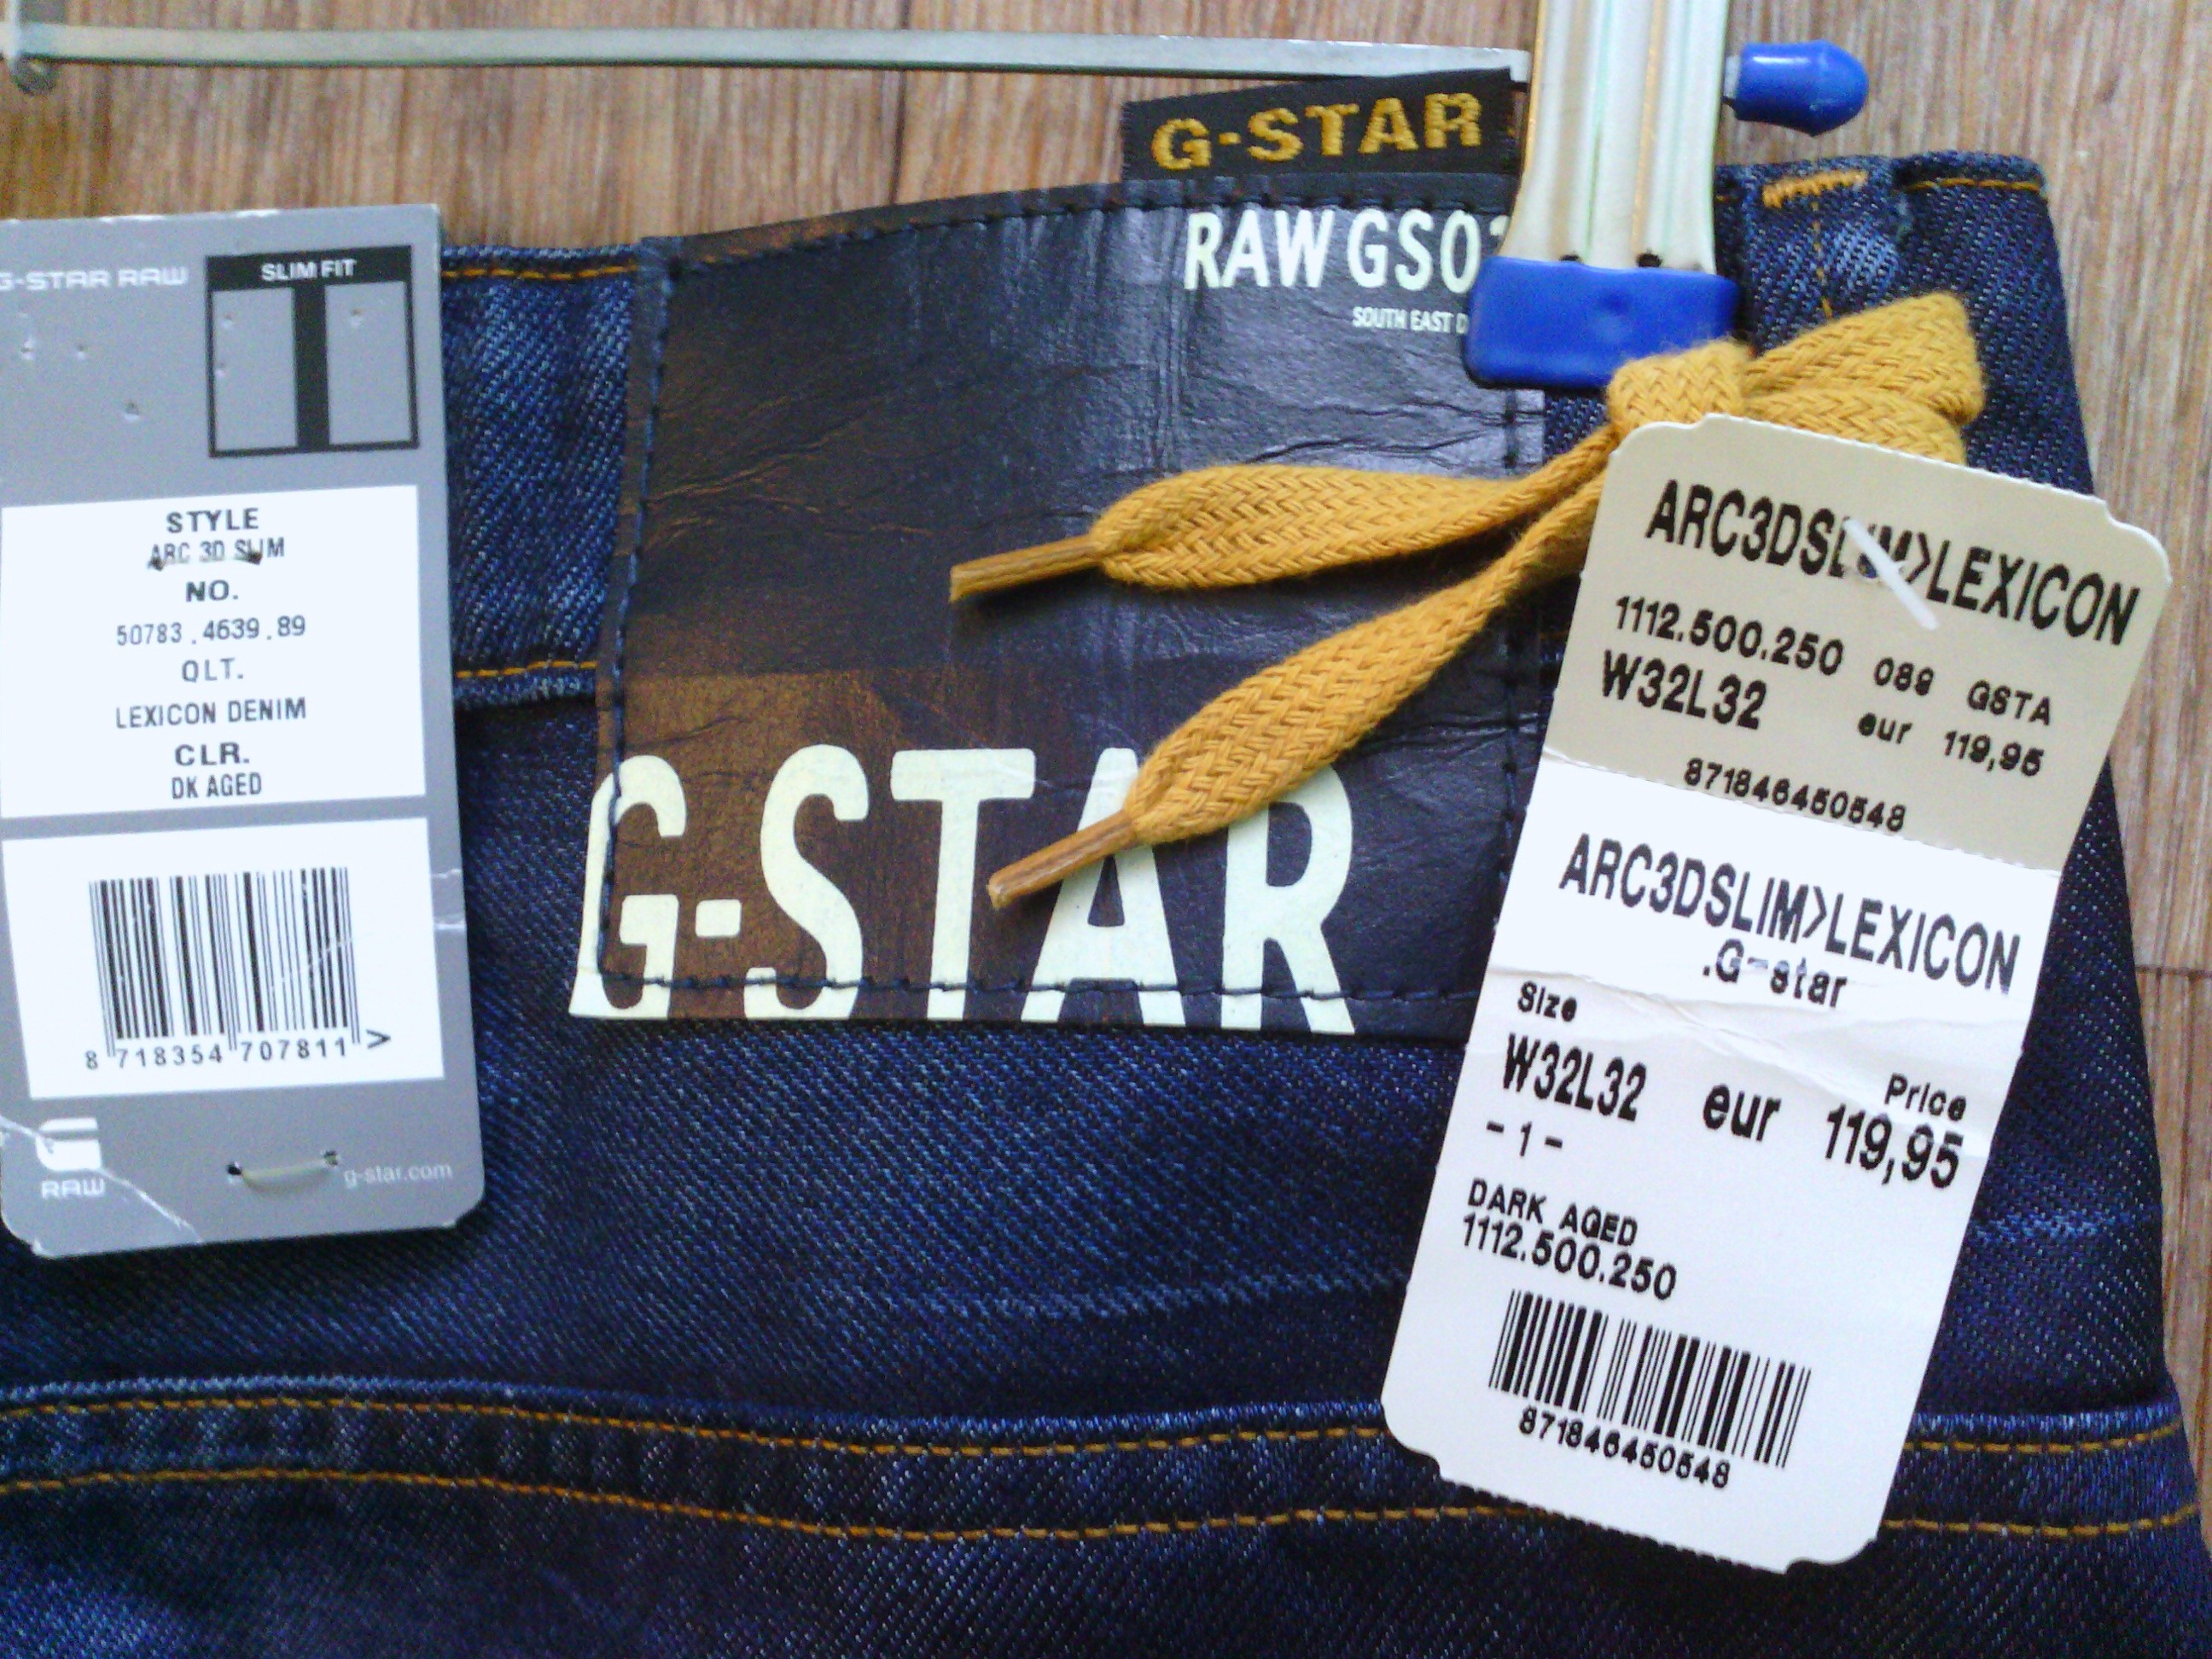 G-STAR
RAW GS0
SOUTH EAST
G-STAR
G-STAR RAW
SLIM FIT
STYLE
ARC 3D SLIM
NO.
50783.4639.89
QLT.
LEXICON DENIM
CLR.
DK AGED
8 718354 707811 >
RAW
g-star.com
ARC3DSLIM>LEXICON
1112.500.250 089 GSTA
W32L32 eur 119,95
871846450548
ARC3DSLIM>LEXICON
.G-star
Size
Price
W32L32 eur 119,95
-1-
DARK AGED
1112.500.250
871846450548